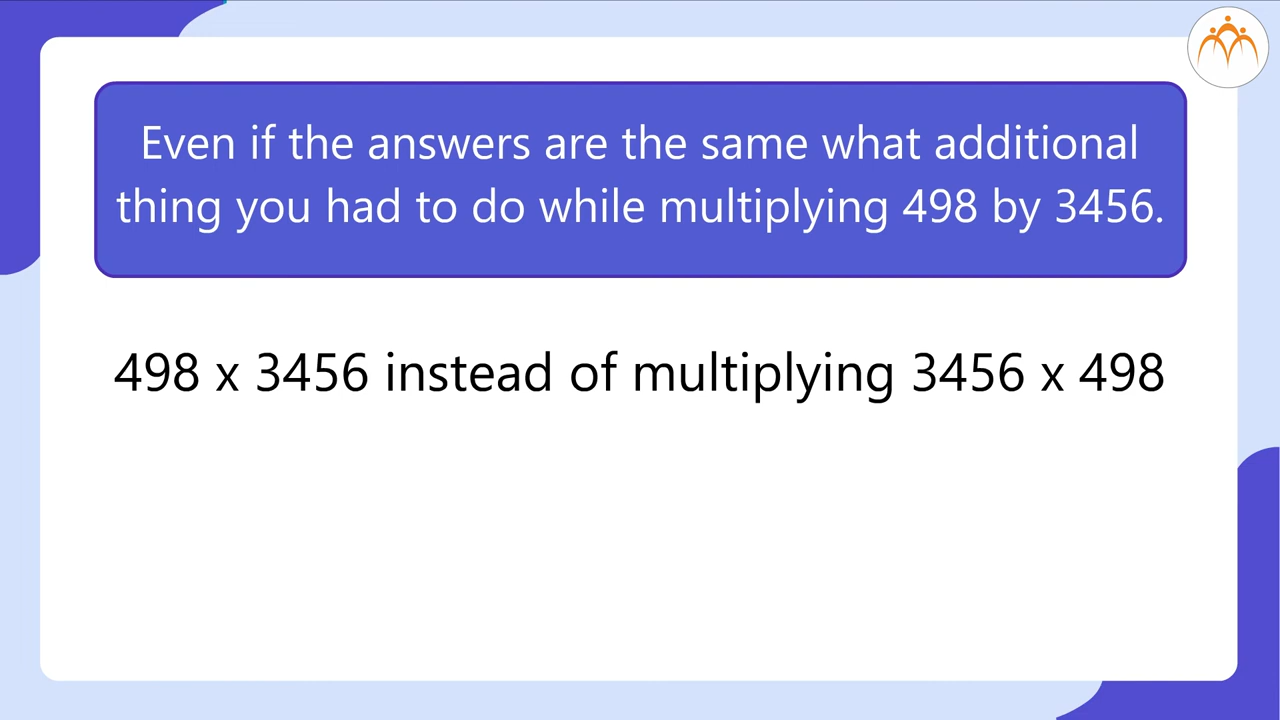 Even if the answers are the same what additional
thing you had to do while multiplying 498 by 3456.
498 x 3456 instead of multiplying 3456 x 498